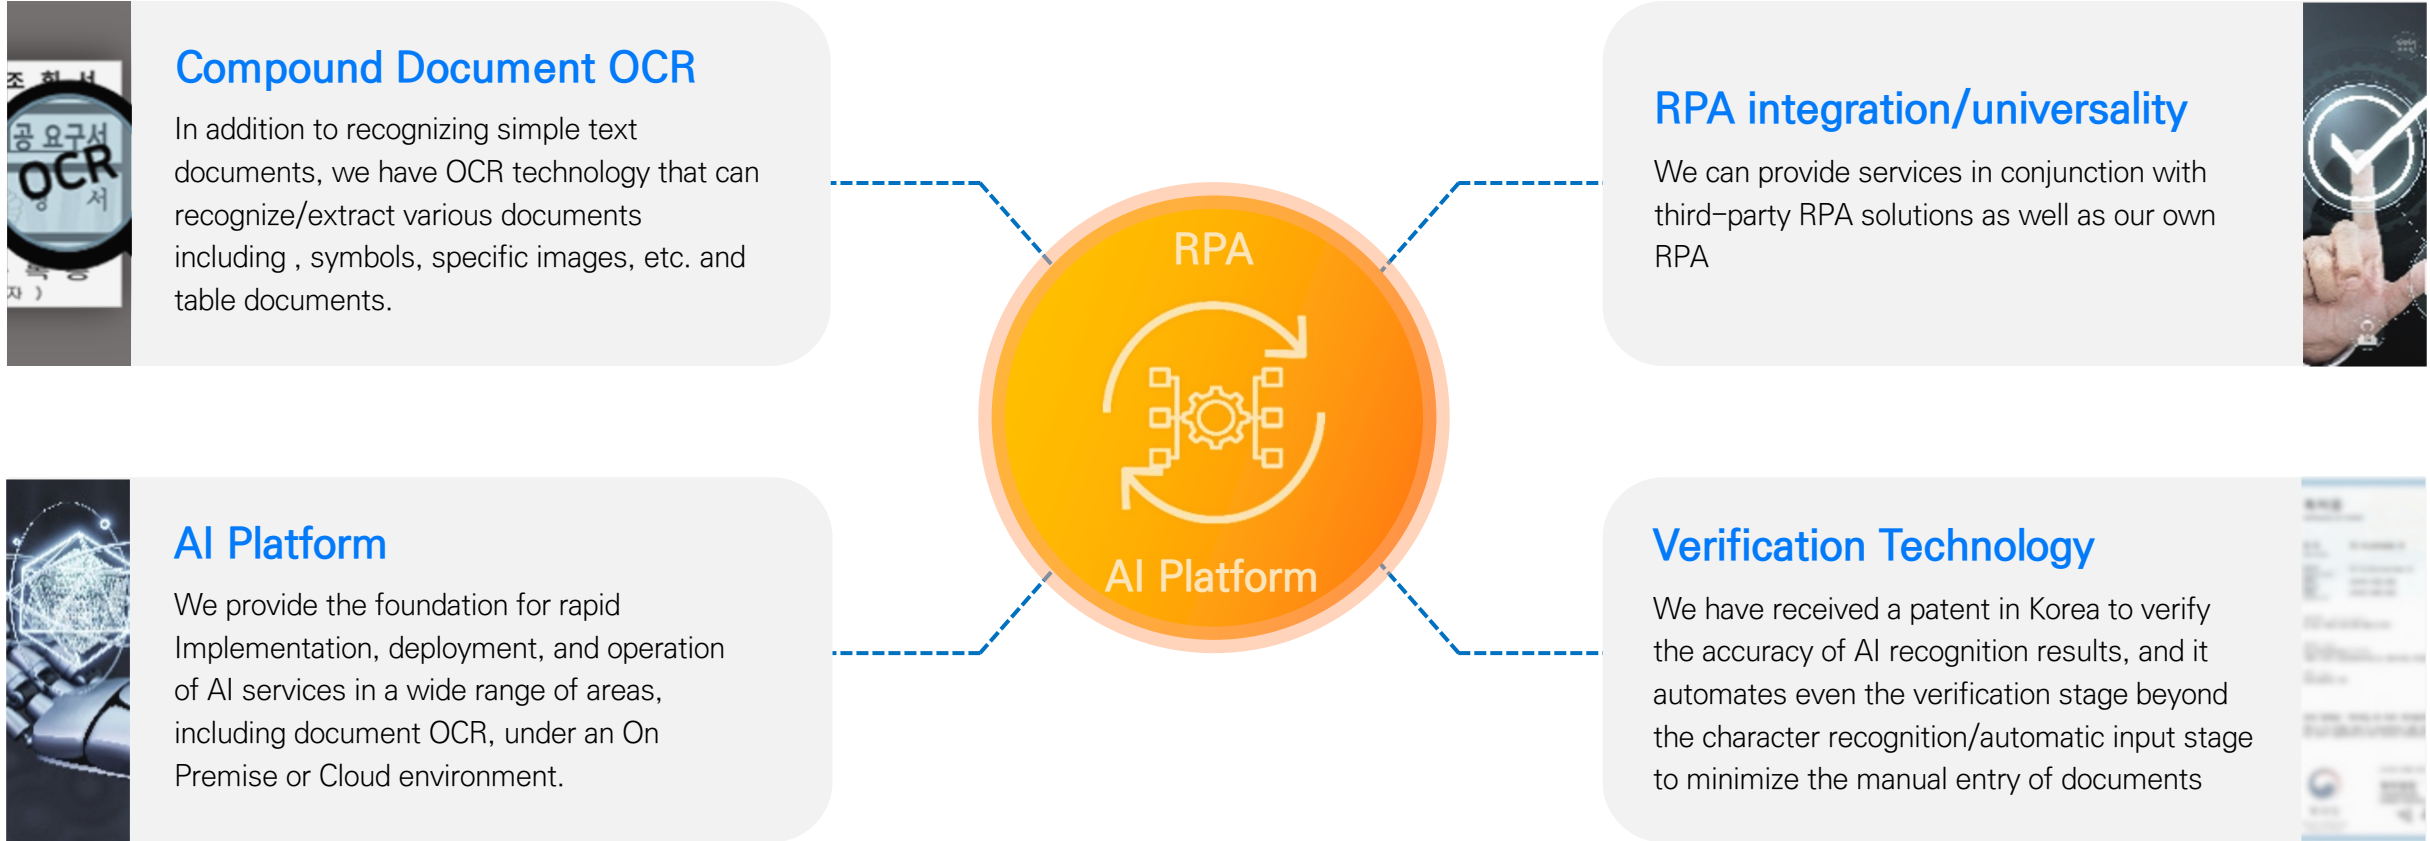 Compound Document OCR
In addition to recognizing simple text
documents, we have OCR technology that can
recognize/extract various documents
including , symbols, specific images, etc. and
table documents.
조 회 서
공 요구서
OCR
서
자 )
RPA integration/universality
We can provide services in conjunction with
third-party RPA solutions as well as our own
RPA
RPA
AI Platform
AI Platform
We provide the foundation for rapid
Implementation, deployment, and operation
of AI services in a wide range of areas,
including document OCR, under an On
Premise or Cloud environment.
Verification Technology
We have received a patent in Korea to verify
the accuracy of AI recognition results, and it
automates even the verification stage beyond
the character recognition/automatic input stage
to minimize the manual entry of documents